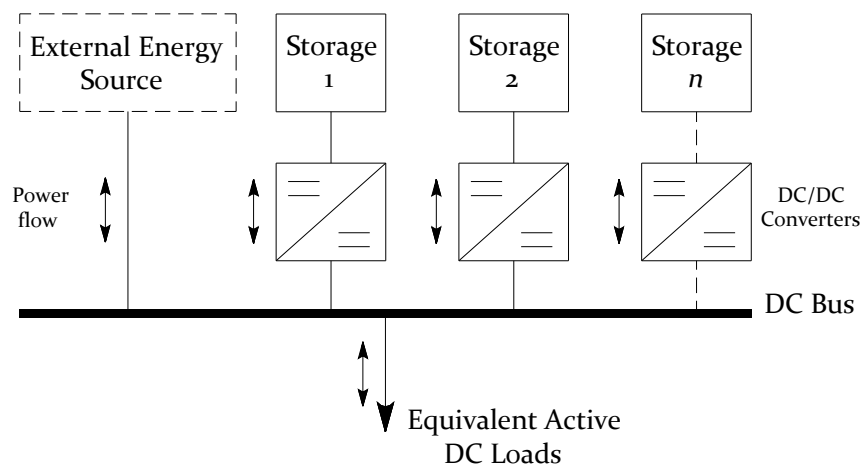 External Energy
Source
Storage
1
Storage
2
Storage
n
Power
flow
DC/DC
Converters
DC Bus
Equivalent Active
DC Loads